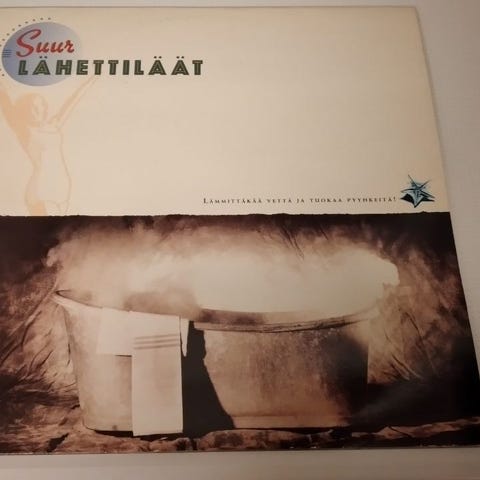 Suur
LÄHETTILÄÄT
LÄMMITTÄKÄÄ VETTÄ JA TUOKAA PYYHKEITÄ!